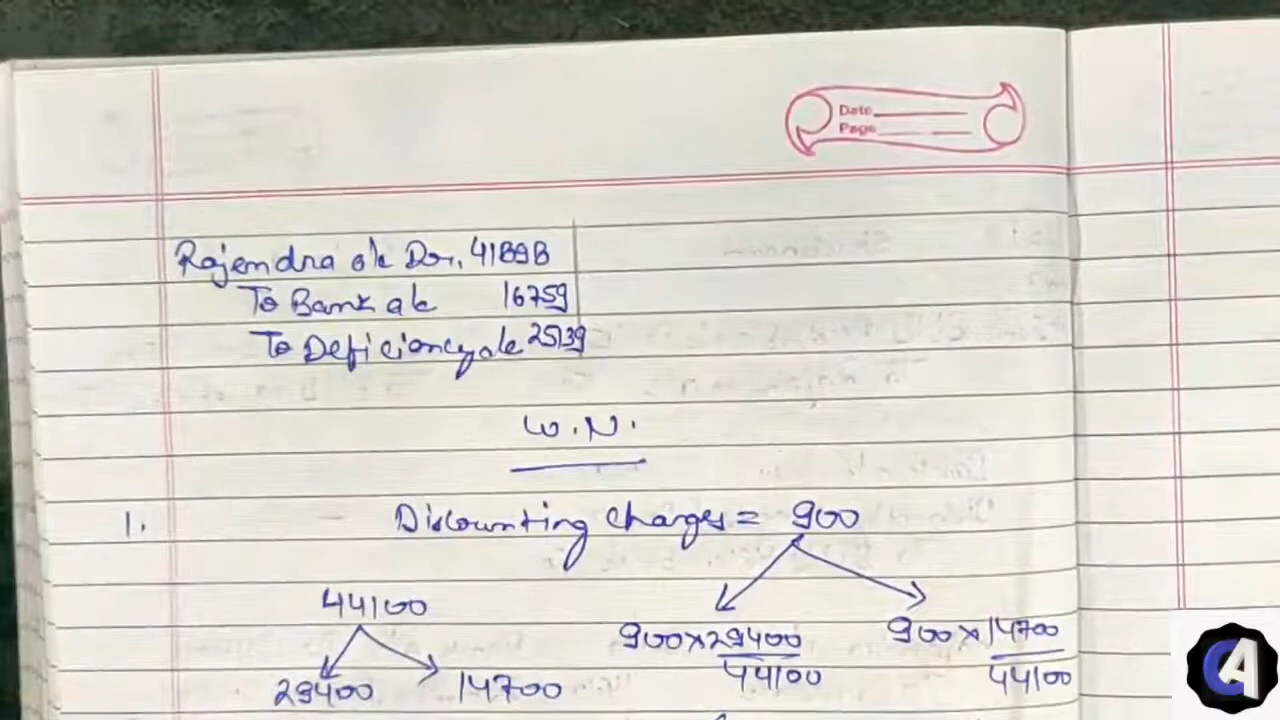 Date
Page
Rajendra a/c Dr. 41898
To Bank a/c 16759
To Deficiency a/c 25139
W.N.
1. Discounting Charges = 900
44100
29400 14700
900×29400/44100 900×14700/44100
CA